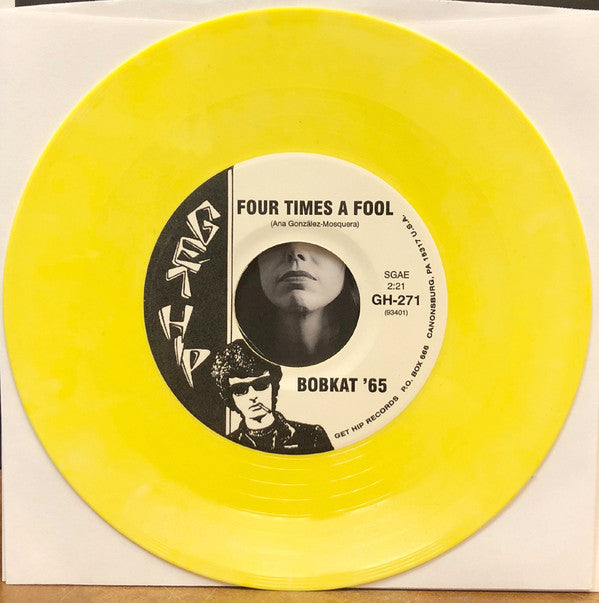 GET HIP
FOUR TIMES A FOOL
(Ana González-Mosquera)
SGAE
2:21
GH-271
(93401)
BOBKAT '65
GET HIP RECORDS P.O. BOX 666 CANONSBURG, PA 15317 U.S.A.